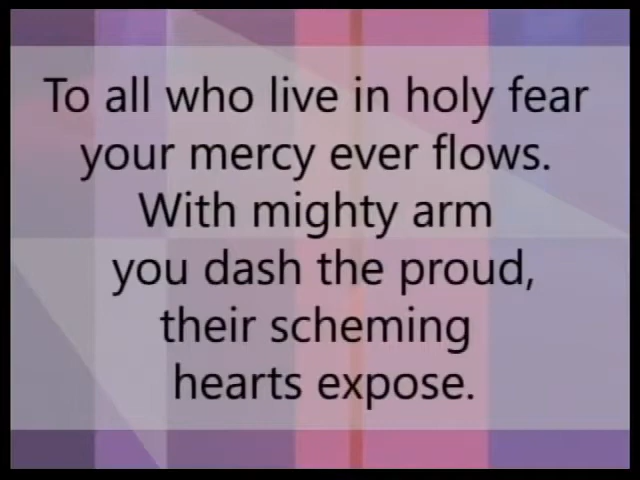 To all who live in holy fear
your mercy ever flows.
With mighty arm
you dash the proud,
their scheming
hearts expose.